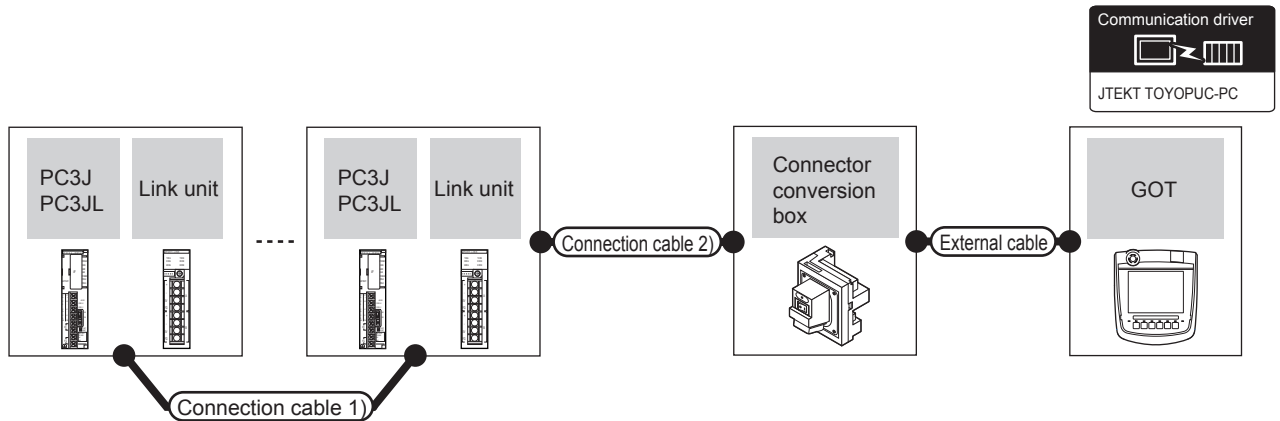 Communication driver
JTEKT TOYOPUC-PC
PC3J
PC3JL
Link unit
PC3J
PC3JL
Link unit
Connection cable 2)
Connector
conversion
box
External cable
GOT
Connection cable 1)